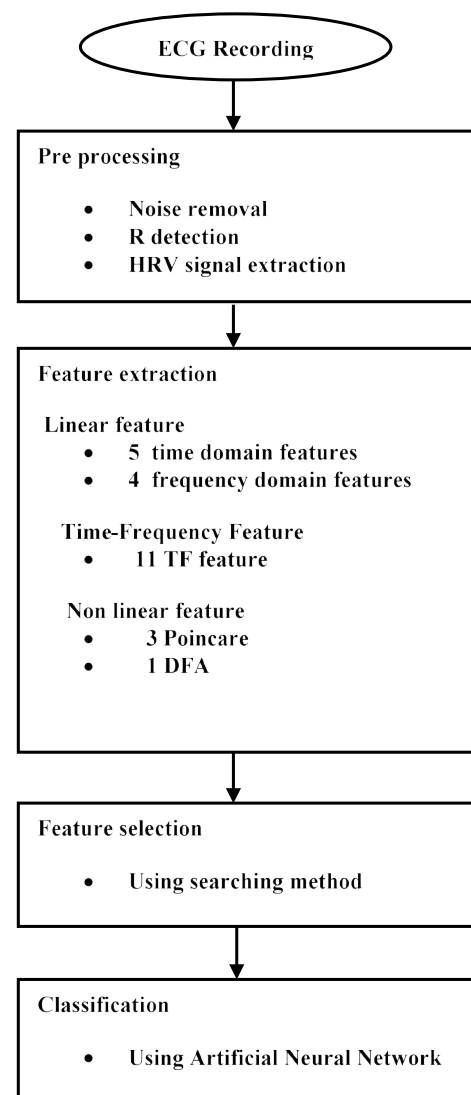 ECG Recording
Pre processing
• Noise removal
• R detection
• HRV signal extraction
Feature extraction
Linear feature
• 5 time domain features
• 4 frequency domain features
Time-Frequency Feature
• 11 TF feature
Non linear feature
• 3 Poincare
• 1 DFA
Feature selection
• Using searching method
Classification
• Using Artificial Neural Network